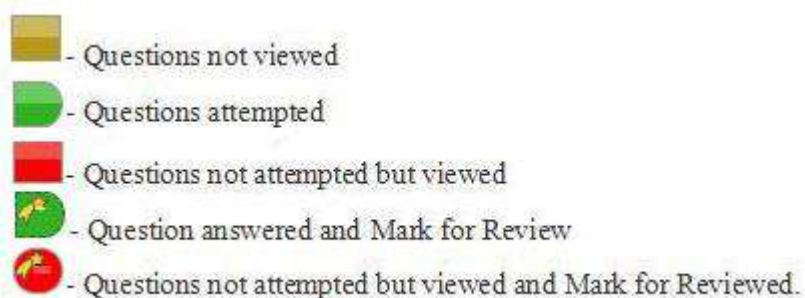 - Questions not viewed
- Questions attempted
- Questions not attempted but viewed
- Question answered and Mark for Review
- Questions not attempted but viewed and Mark for Reviewed.